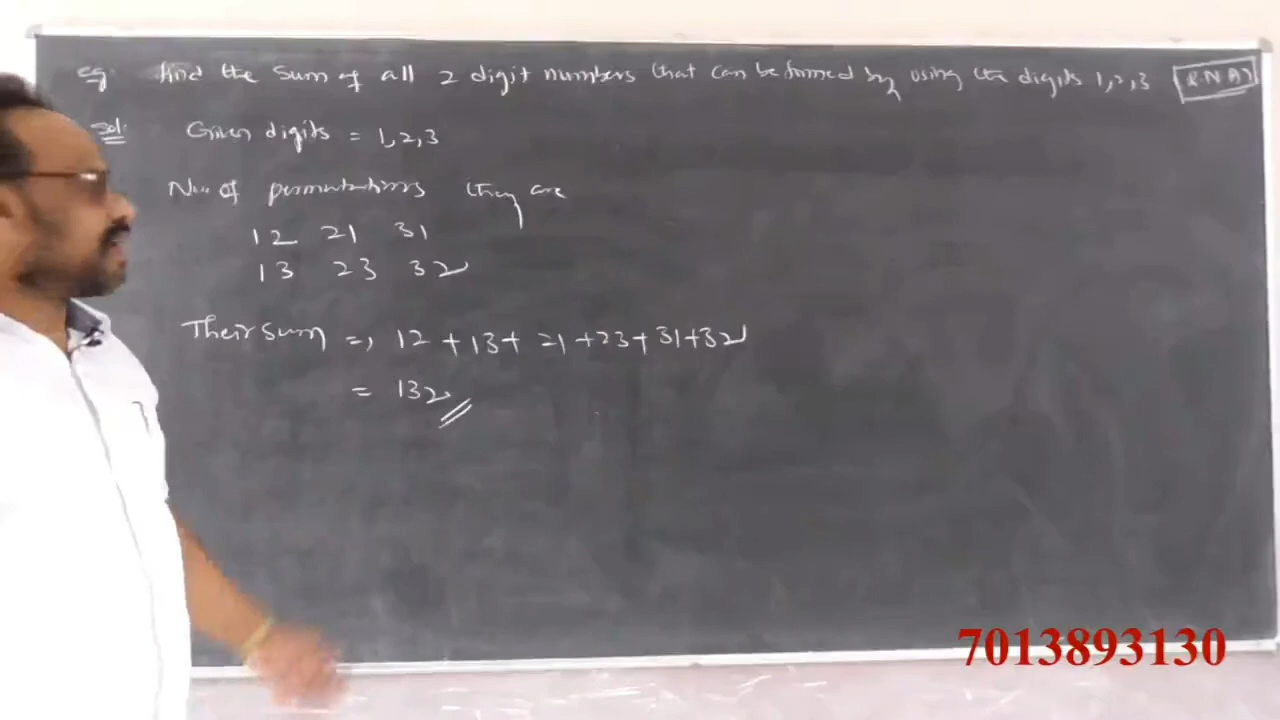 eg: find the sum of all 2 digit numbers that can be formed by using the digits 1,2,3 (R.N.A)
Sol: Given digits = 1,2,3
No. of permutations they are
12 21 31
13 23 32
Their sum =, 12 + 13 + 21 + 23 + 31 + 32
= 132
7013893130